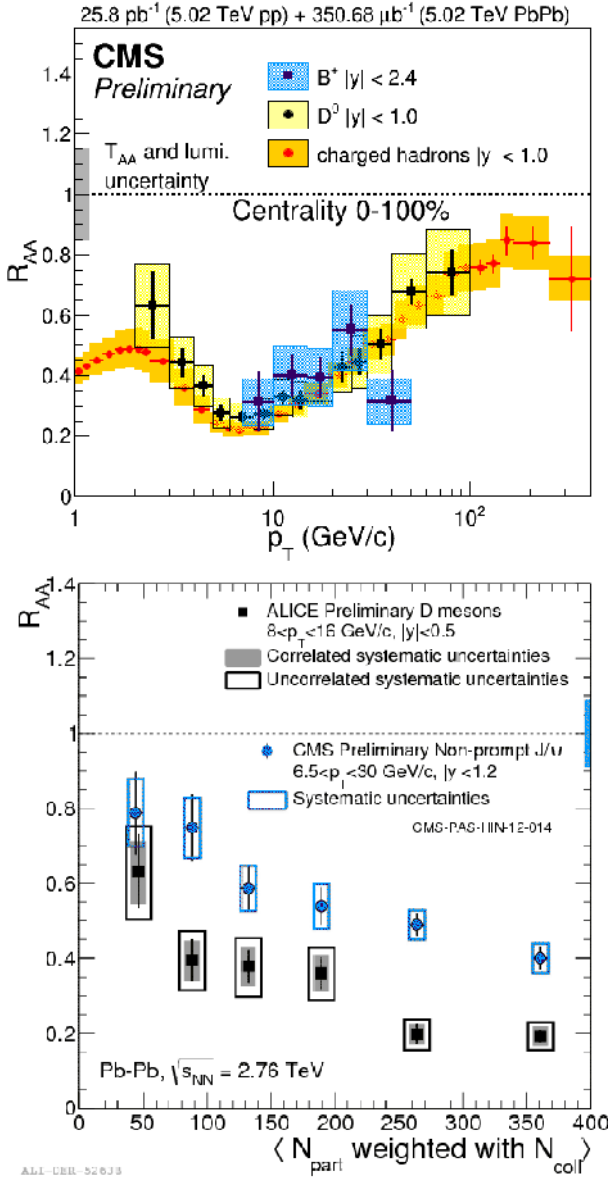 25.8 pb⁻¹ (5.02 TeV pp) + 350.68 μb⁻¹ (5.02 TeV PbPb)
CMS
Preliminary
B⁺ |y| < 2.4
D⁰ |y| < 1.0
charged hadrons |y < 1.0
T_AA and lumi.
uncertainty
Centrality 0-100%
R_AA
1.4
1.2
1
0.8
0.6
0.4
0.2
0
1 10 10²
p_T (GeV/c)
R_AA
1.4
1.2
1
0.8
0.6
0.4
0.2
0
ALICE Preliminary D mesons
8<p_T<16 GeV/c, |y|<0.5
Correlated systematic uncertainties
Uncorrelated systematic uncertainties
CMS Preliminary Non-prompt J/υ
6.5<p_|<30 GeV/c, |y <1.2
Systematic uncertainties
CMS-PAS-HIN-12-014
Pb-Pb, √s_NN = 2.76 TeV
0 50 100 150 200 250 300 350 400
⟨ N_part weighted with N_coll ⟩